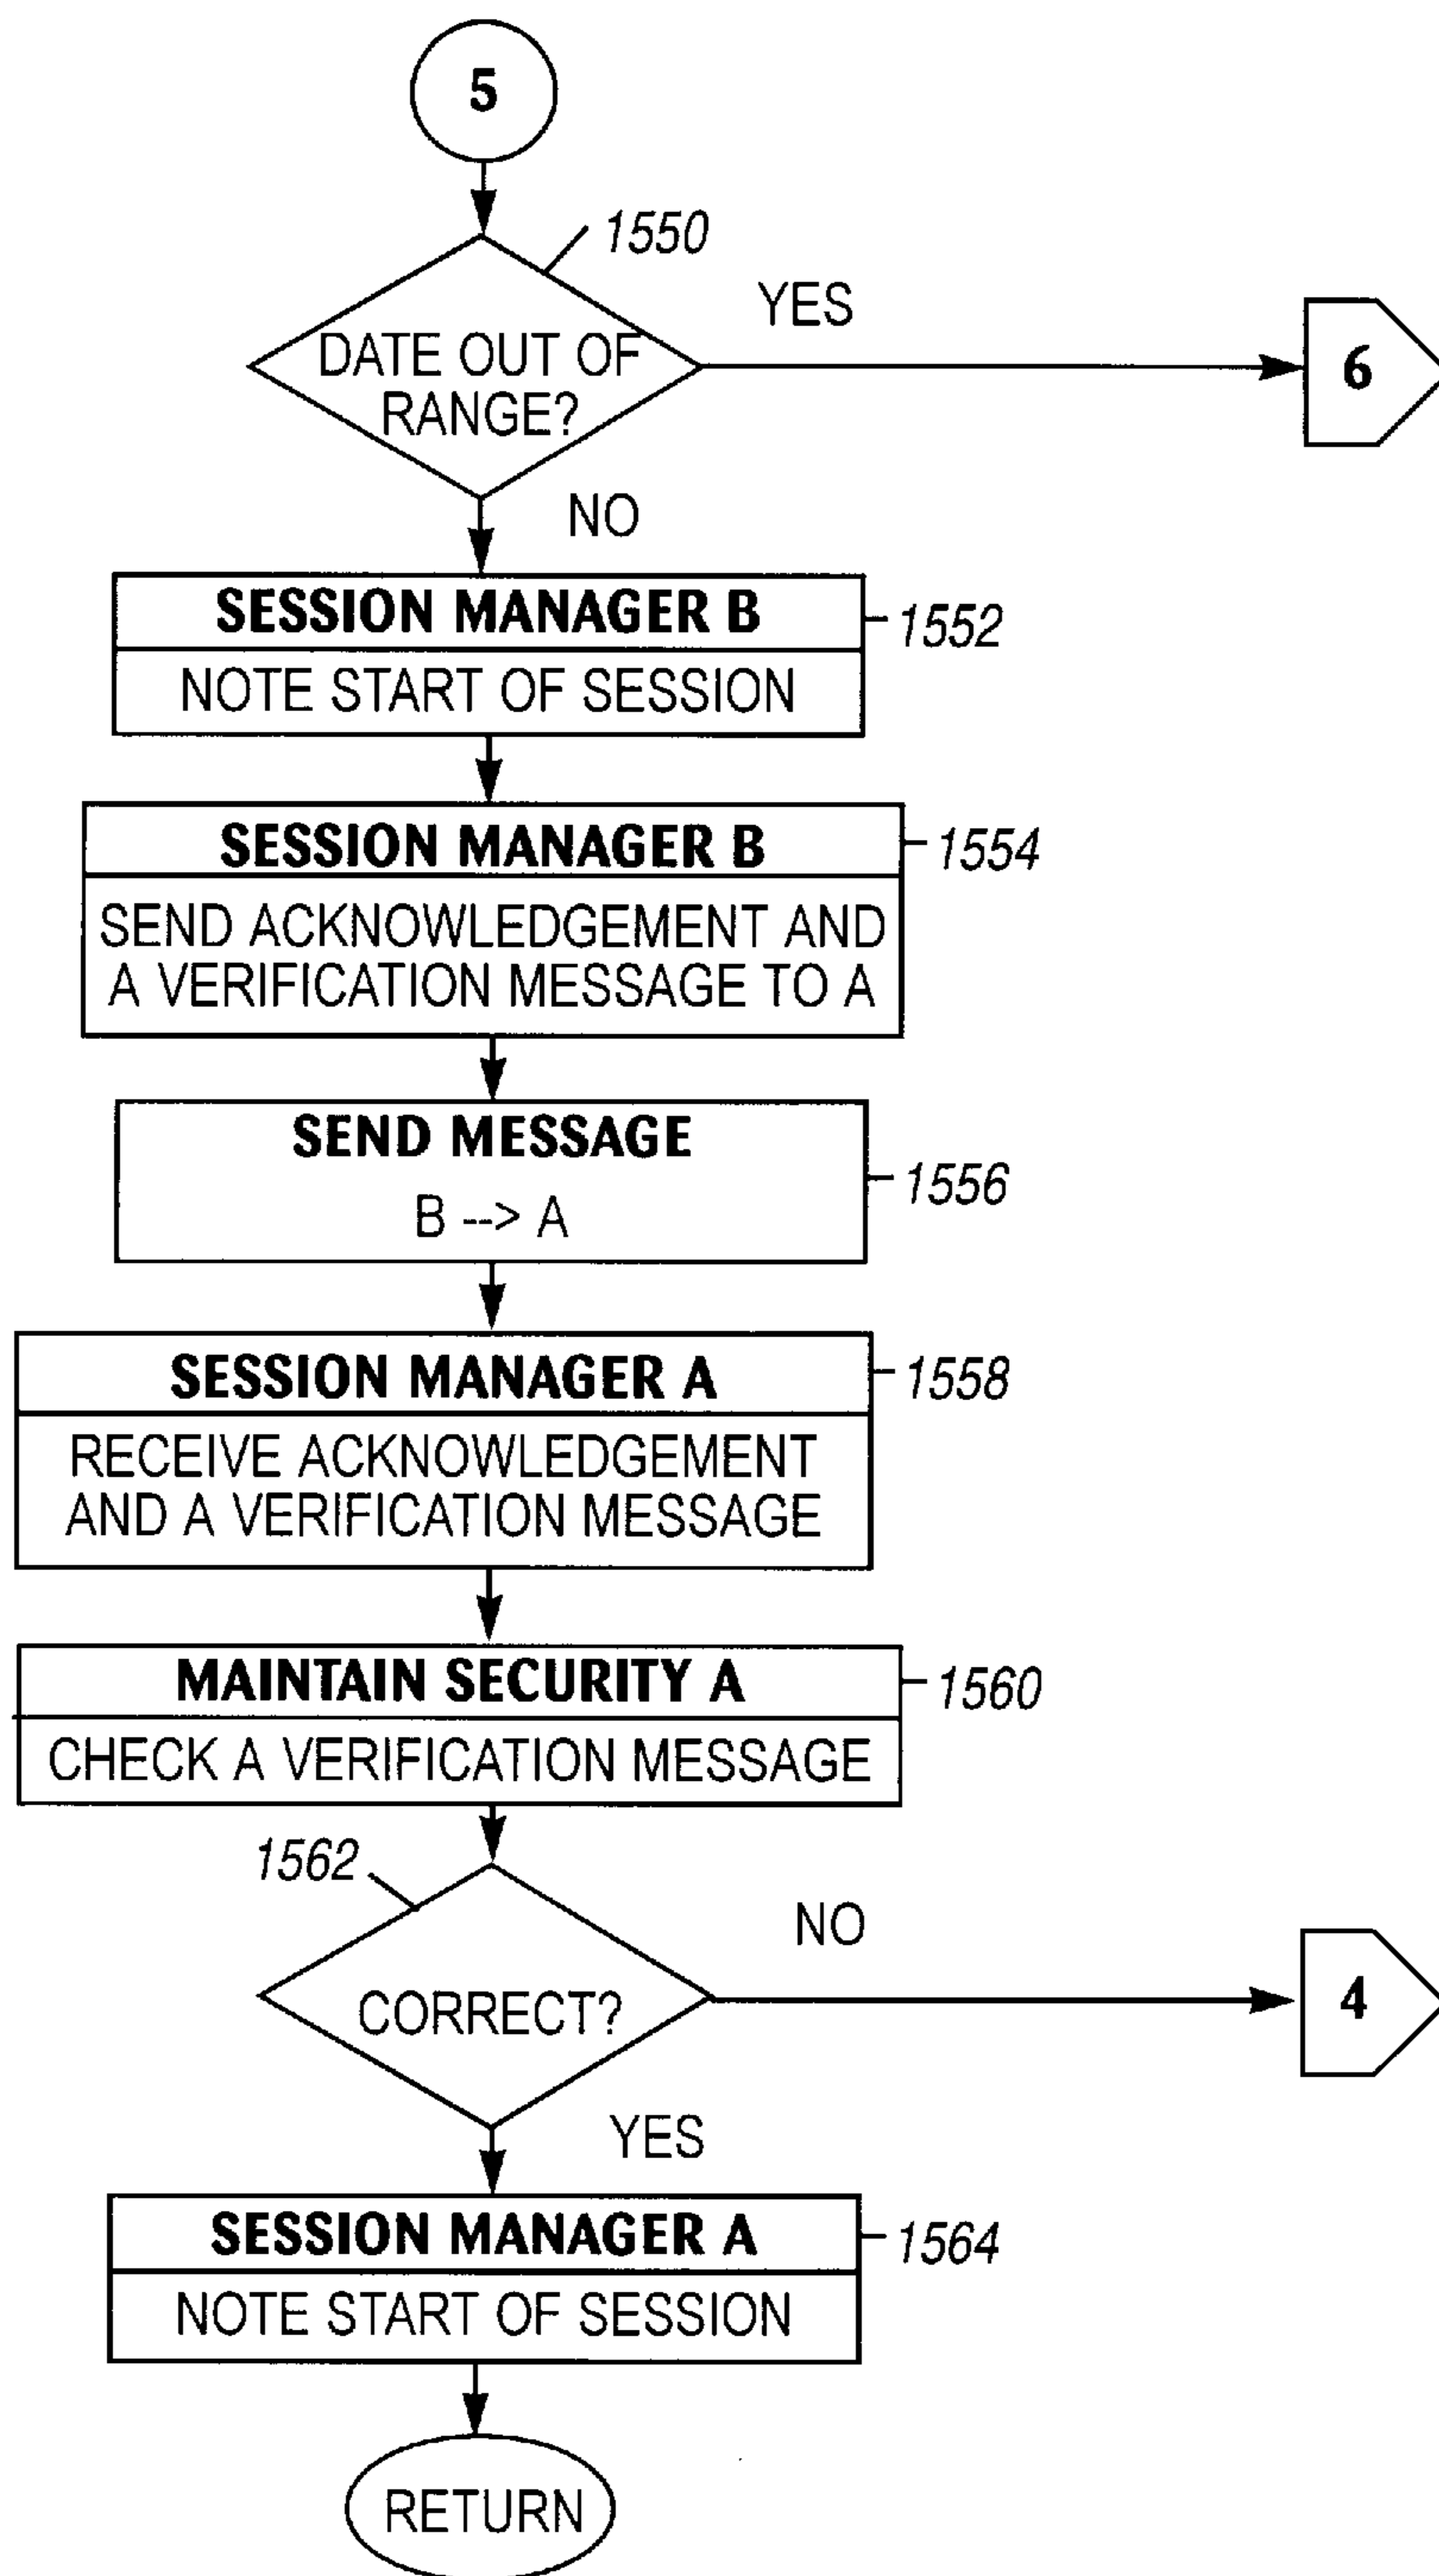 5
1550
YES
DATE OUT OF
RANGE?
6
NO
SESSION MANAGER B
1552
NOTE START OF SESSION
SESSION MANAGER B
1554
SEND ACKNOWLEDGEMENT AND
A VERIFICATION MESSAGE TO A
SEND MESSAGE
1556
B --> A
SESSION MANAGER A
1558
RECEIVE ACKNOWLEDGEMENT
AND A VERIFICATION MESSAGE
MAINTAIN SECURITY A
1560
CHECK A VERIFICATION MESSAGE
1562
NO
CORRECT?
4
YES
SESSION MANAGER A
1564
NOTE START OF SESSION
RETURN